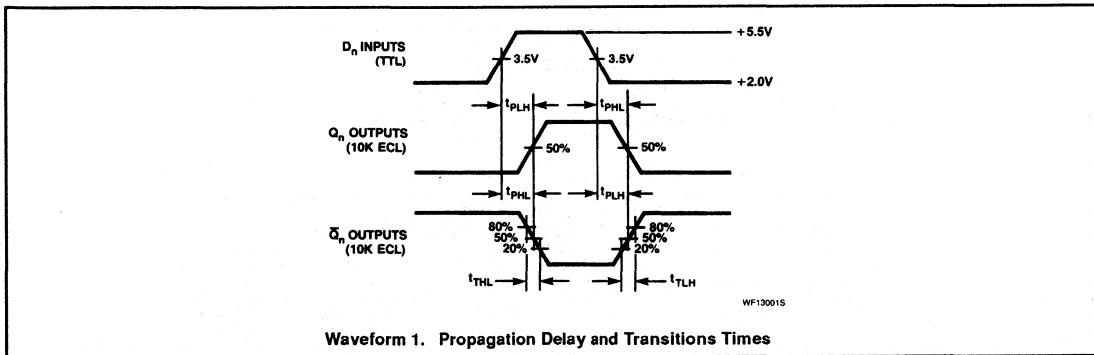 +5.5V
Dn INPUTS
(TTL)
3.5V
3.5V
+2.0V
tPLH
tPHL
Qn OUTPUTS
(10K ECL)
50%
50%
tPHL
tPLH
Q̅n OUTPUTS
(10K ECL)
80%
50%
20%
80%
50%
20%
tTHL
tTLH
WF13001S
Waveform 1. Propagation Delay and Transitions Times